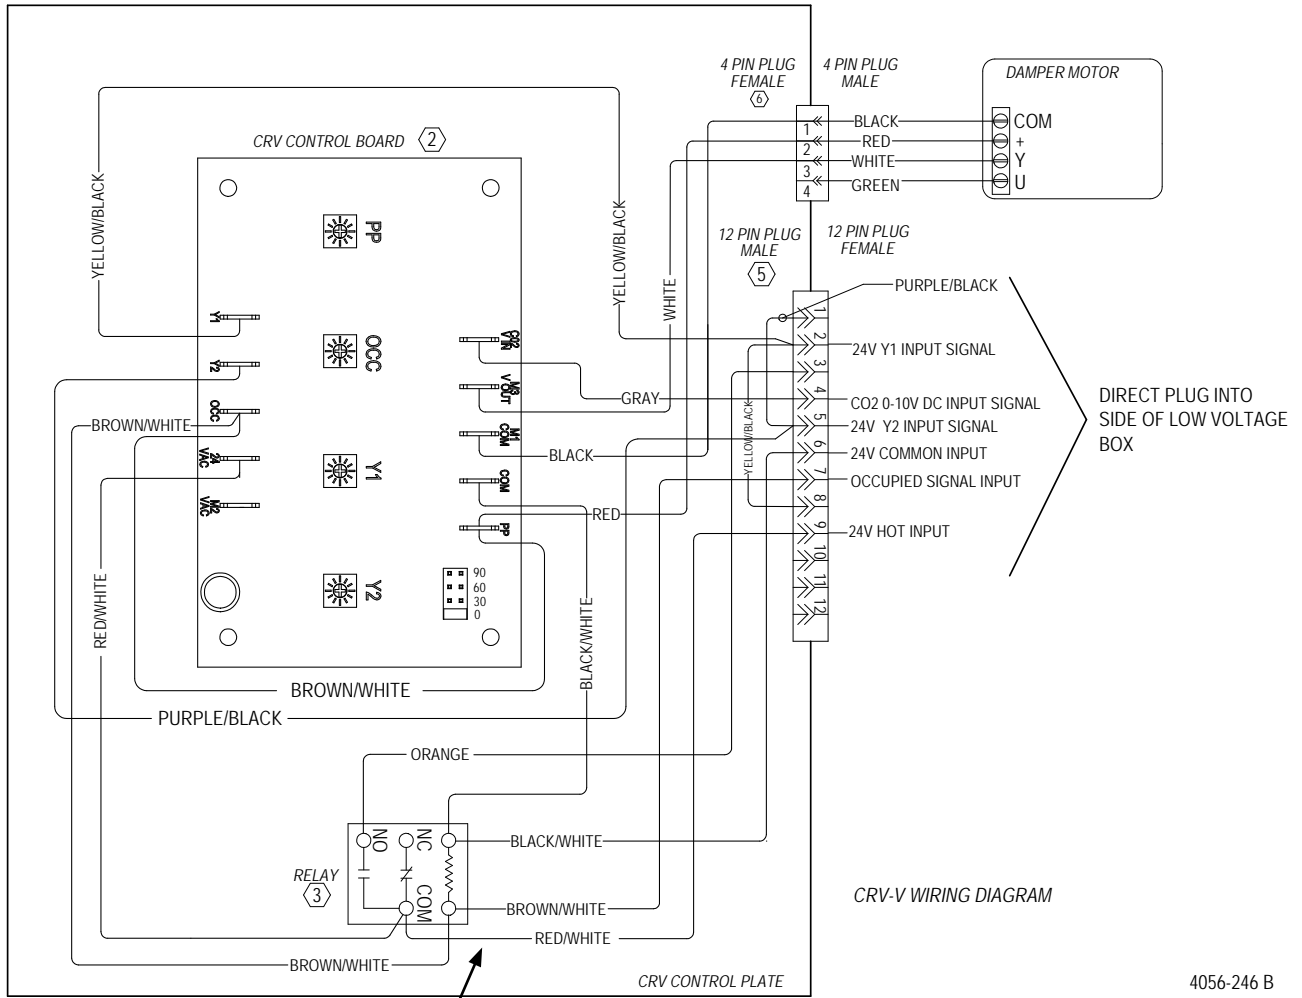 4 PIN PLUG
FEMALE
6
4 PIN PLUG
MALE
DAMPER MOTOR
CRV CONTROL BOARD 2
BLACK
RED
WHITE
GREEN
COM
+
Y
U
1
2
3
4
12 PIN PLUG
MALE
5
12 PIN PLUG
FEMALE
YELLOW/BLACK
YELLOW/BLACK
WHITE
PP
OCC
Y1
Y2
Y1
Y2
OCC
24
VAC
M2
VAC
CO2
V IN
M3
V OUT
M1
COM
COM
PP
90
60
30
0
BROWN/WHITE
GRAY
BLACK
RED
YELLOW/BLACK
1
2
3
4
5
6
7
8
9
10
11
12
PURPLE/BLACK
24V Y1 INPUT SIGNAL
CO2 0-10V DC INPUT SIGNAL
24V Y2 INPUT SIGNAL
24V COMMON INPUT
OCCUPIED SIGNAL INPUT
24V HOT INPUT
DIRECT PLUG INTO
SIDE OF LOW VOLTAGE
BOX
RED/WHITE
BLACK/WHITE
BROWN/WHITE
PURPLE/BLACK
ORANGE
NO
NC
COM
RELAY
3
BLACK/WHITE
BROWN/WHITE
RED/WHITE
BROWN/WHITE
CRV-V WIRING DIAGRAM
CRV CONTROL PLATE
4056-246 B